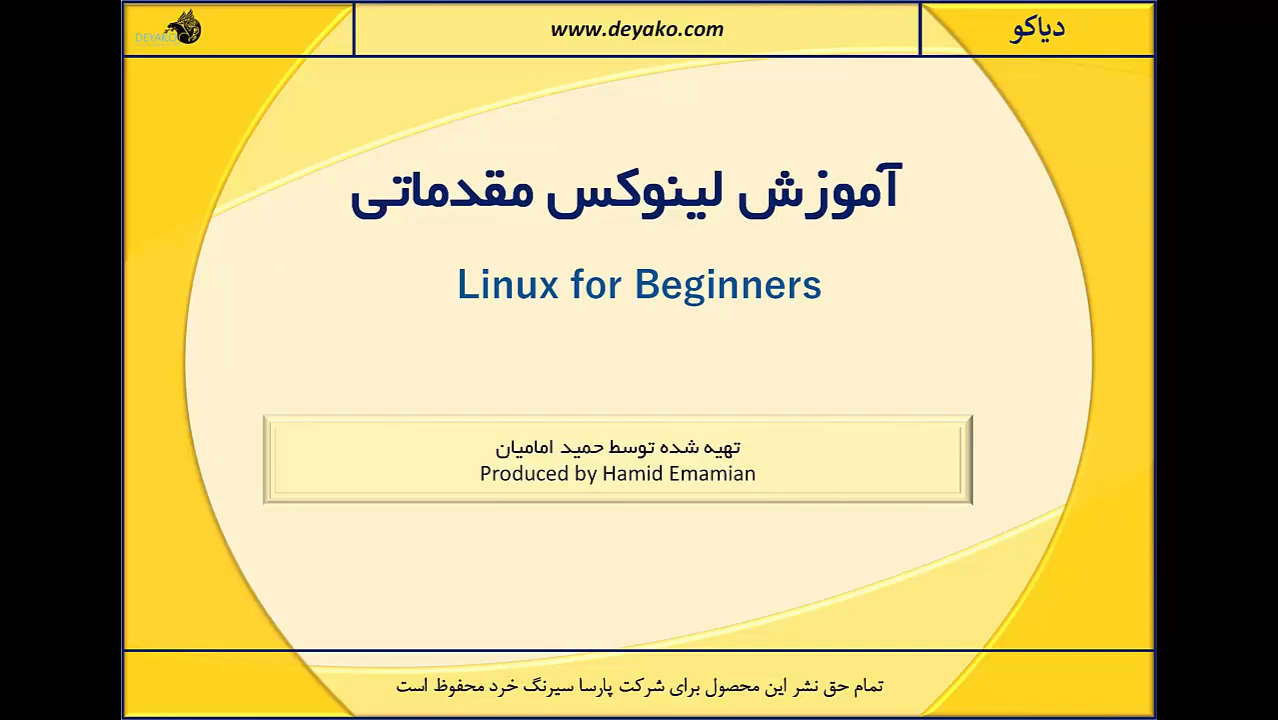 DEYAKO
www.deyako.com
دیاکو
آموزش لینوکس مقدماتی
Linux for Beginners
تهیه شده توسط حمید امامیان
Produced by Hamid Emamian
تمام حق نشر این محصول برای شرکت پارسا سیرنگ خرد محفوظ است